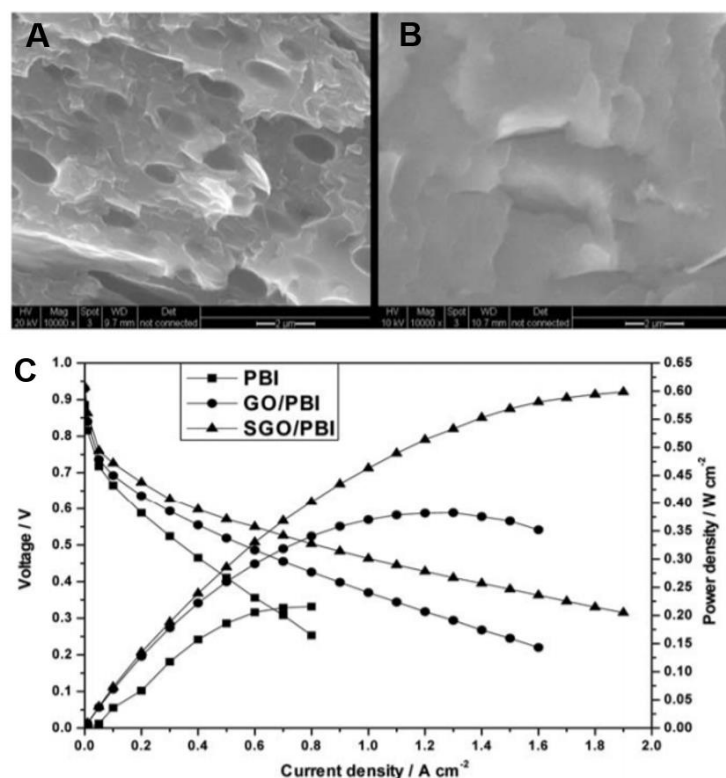 A
B
HV Mag Spot WD Det
20 kV 10000 x 3 9.7 mm not connected 2 µm
HV Mag Spot WD Det
10 kV 10000 x 3 10.7 mm not connected 2 µm
C
PBI
GO/PBI
SGO/PBI
1.0
0.9
0.8
0.7
0.6
0.5
0.4
0.3
0.2
0.1
0.0
Voltage / V
0.65
0.60
0.55
0.50
0.45
0.40
0.35
0.30
0.25
0.20
0.15
0.10
0.05
0.00
Power density / W cm-2
0.0 0.2 0.4 0.6 0.8 1.0 1.2 1.4 1.6 1.8 2.0
Current density / A cm-2